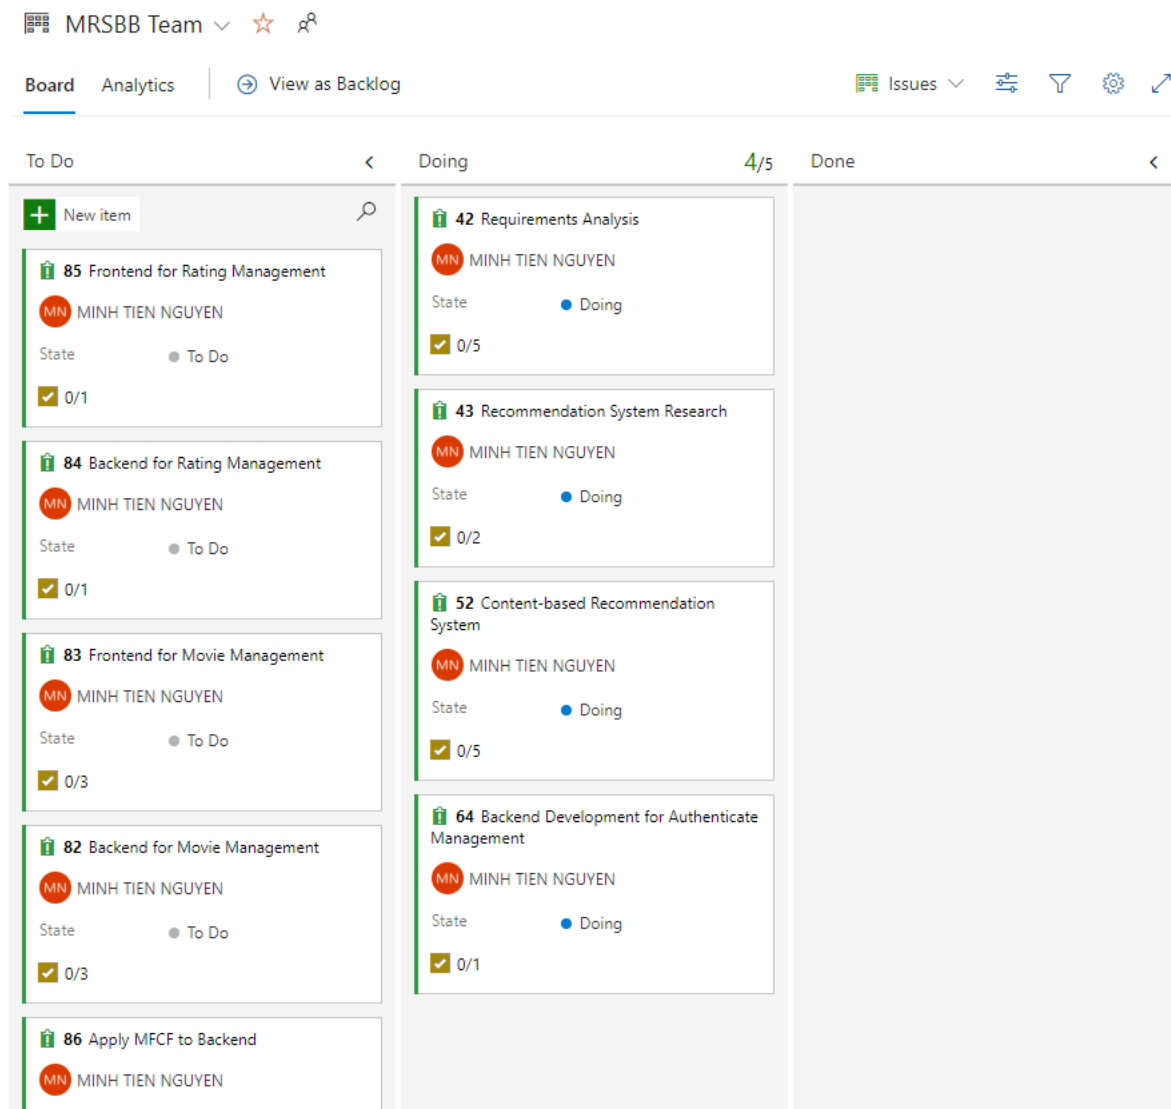 MRSBB Team
Board Analytics View as Backlog Issues
To Do
New item
85 Frontend for Rating Management
MN MINH TIEN NGUYEN
State To Do
0/1
84 Backend for Rating Management
MN MINH TIEN NGUYEN
State To Do
0/1
83 Frontend for Movie Management
MN MINH TIEN NGUYEN
State To Do
0/3
82 Backend for Movie Management
MN MINH TIEN NGUYEN
State To Do
0/3
86 Apply MFCF to Backend
MN MINH TIEN NGUYEN
Doing 4/5
42 Requirements Analysis
MN MINH TIEN NGUYEN
State Doing
0/5
43 Recommendation System Research
MN MINH TIEN NGUYEN
State Doing
0/2
52 Content-based Recommendation
System
MN MINH TIEN NGUYEN
State Doing
0/5
64 Backend Development for Authenticate
Management
MN MINH TIEN NGUYEN
State Doing
0/1
Done